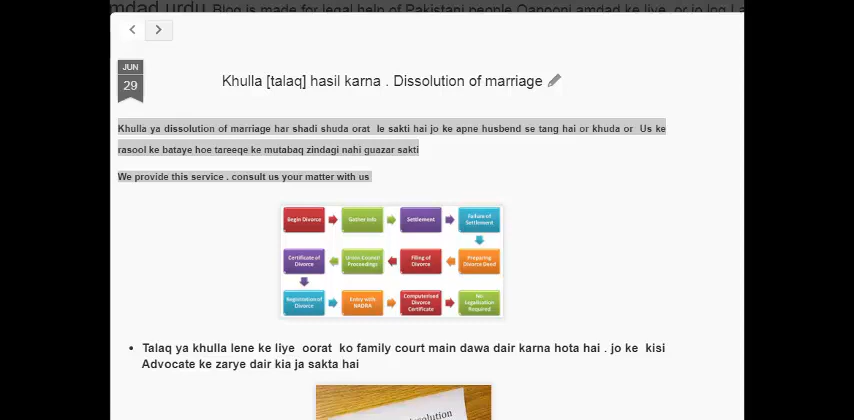 mdad urdu Blog is made for legal help of Pakistani people Qanooni amdad ke liye or jo log
JUN
29
Khulla [talaq] hasil karna . Dissolution of marriage
Khulla ya dissolution of marriage har shadi shuda orat le sakti hai jo ke apne husbend se tang hai or khuda or Us ke
rasool ke bataye hoe tareeqe ke mutabaq zindagi nahi guazar sakti
We provide this service . consult us your matter with us
Begin Divorce
Gather Info
Settlement
Failure of
Settlement
Certificate of
Divorce
Union Council
Proceedings
Filing of
Divorce
Preparing
Divorce Deed
Registration of
Divorce
Entry with
NADRA
Computerised
Divorce
Certificate
No
Legalization
Required
• Talaq ya khulla lene ke liye oorat ko family court main dawa dair karna hota hai . jo ke kisi
Advocate ke zarye dair kia ja sakta hai